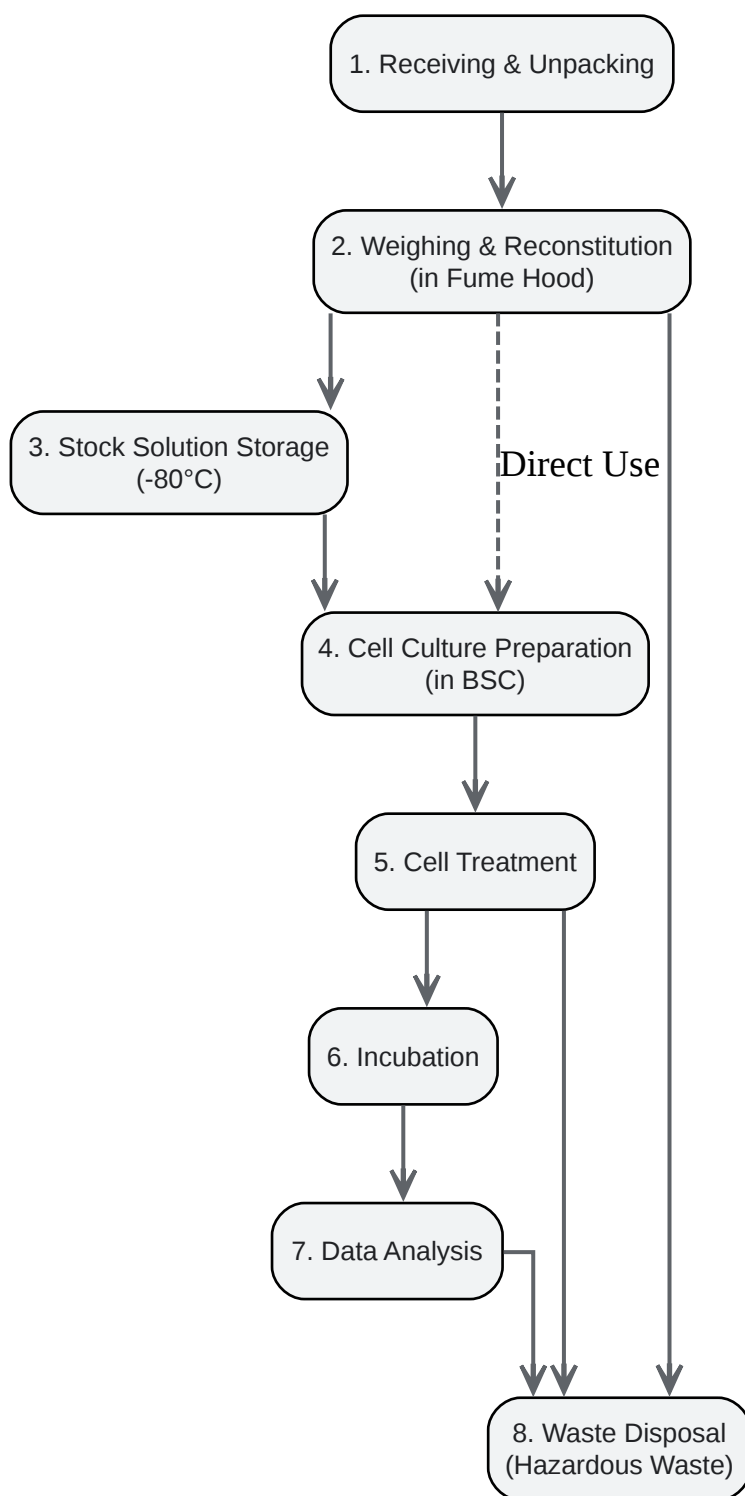 1. Receiving & Unpacking
2. Weighing & Reconstitution
(in Fume Hood)
3. Stock Solution Storage
(-80°C)
Direct Use
4. Cell Culture Preparation
(in BSC)
5. Cell Treatment
6. Incubation
7. Data Analysis
8. Waste Disposal
(Hazardous Waste)